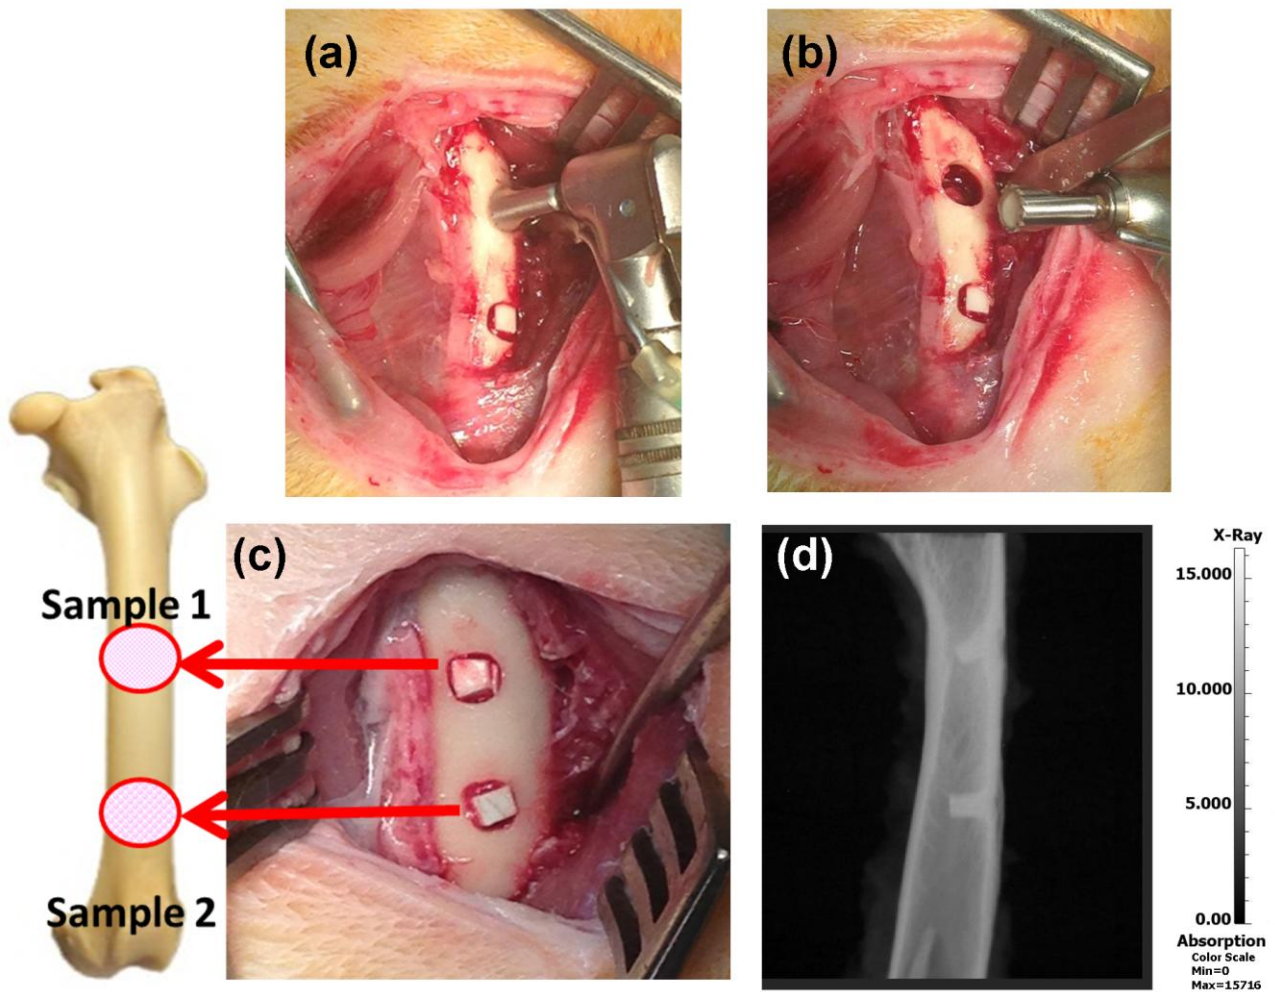 (a)
(b)
Sample 1
Sample 2
(c)
(d)
X-Ray
15.000
10.000
5.000
0.00
Absorption
Color Scale
Min=0
Max=15716